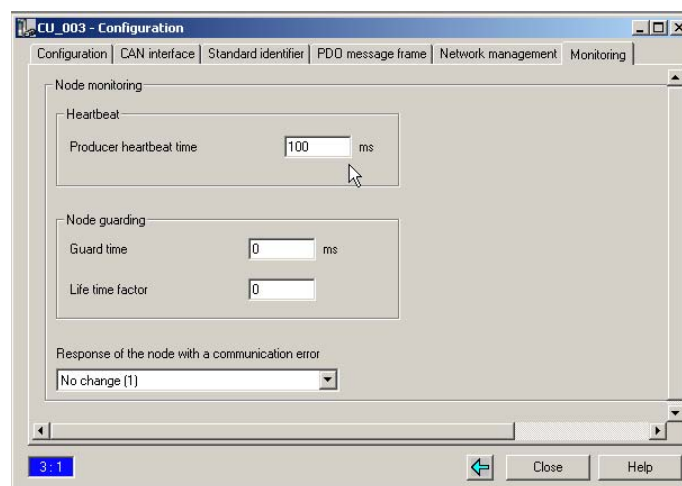 CU_003 - Configuration
Configuration CAN interface Standard identifier PDO message frame Network management Monitoring
Node monitoring
Heartbeat
Producer heartbeat time 100 ms
Node guarding
Guard time 0 ms
Life time factor 0
Response of the node with a communication error
No change (1)
3:1 Close Help